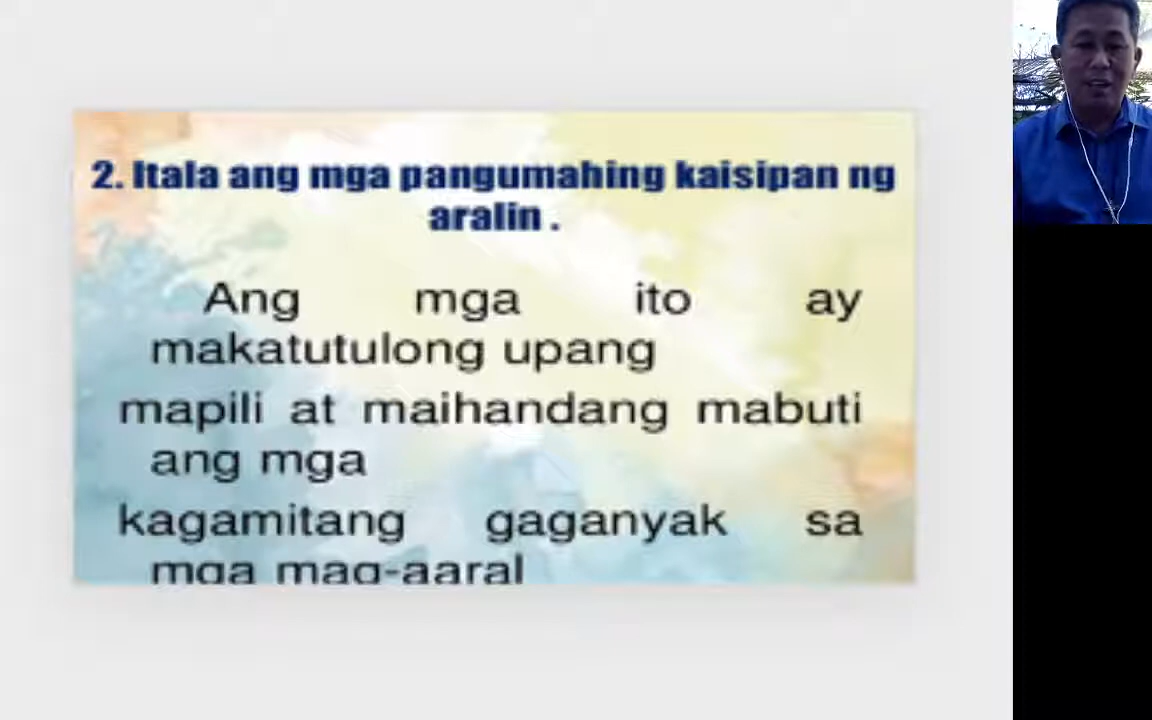 2. Itala ang mga pangumahing kaisipan ng
aralin .
Ang mga ito ay
makatutulong upang
mapili at maihandang mabuti
ang mga
kagamitang gaganyak sa
mga mag-aaral